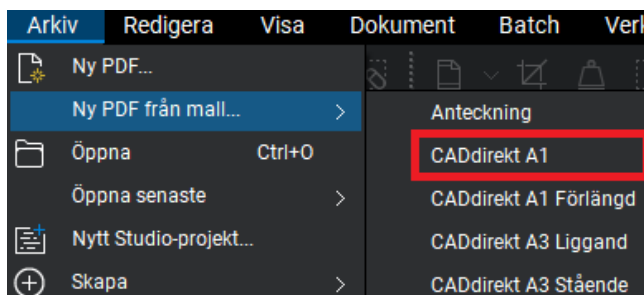 Arkiv Redigera Visa Dokument Batch
Ny PDF...
Ny PDF från mall...
Öppna Ctrl+O
Öppna senaste
Nytt Studio-projekt...
Skapa
Anteckning
CADdirekt A1
CADdirekt A1 Förlängd
CADdirekt A3 Liggand
CADdirekt A3 Stående